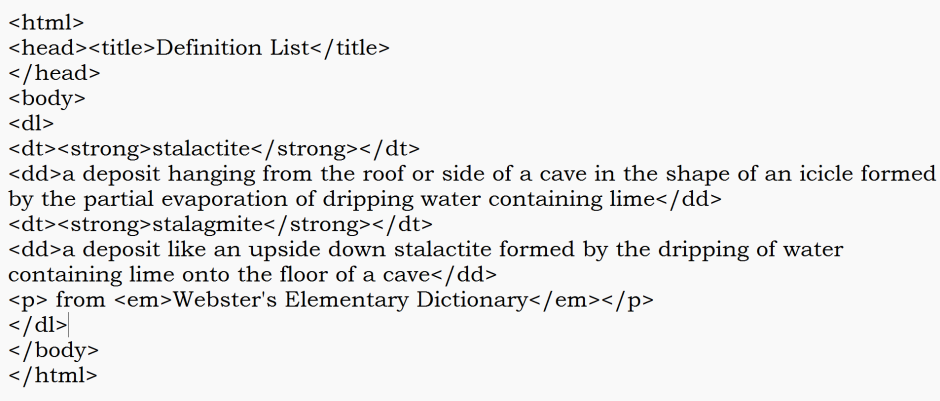 <html>
<head><title>Definition List</title>
</head>
<body>
<dl>
<dt><strong>stalactite</strong></dt>
<dd>a deposit hanging from the roof or side of a cave in the shape of an icicle formed
by the partial evaporation of dripping water containing lime</dd>
<dt><strong>stalagmite</strong></dt>
<dd>a deposit like an upside down stalactite formed by the dripping of water
containing lime onto the floor of a cave</dd>
<p> from <em>Webster's Elementary Dictionary</em></p>
</dl>
</body>
</html>